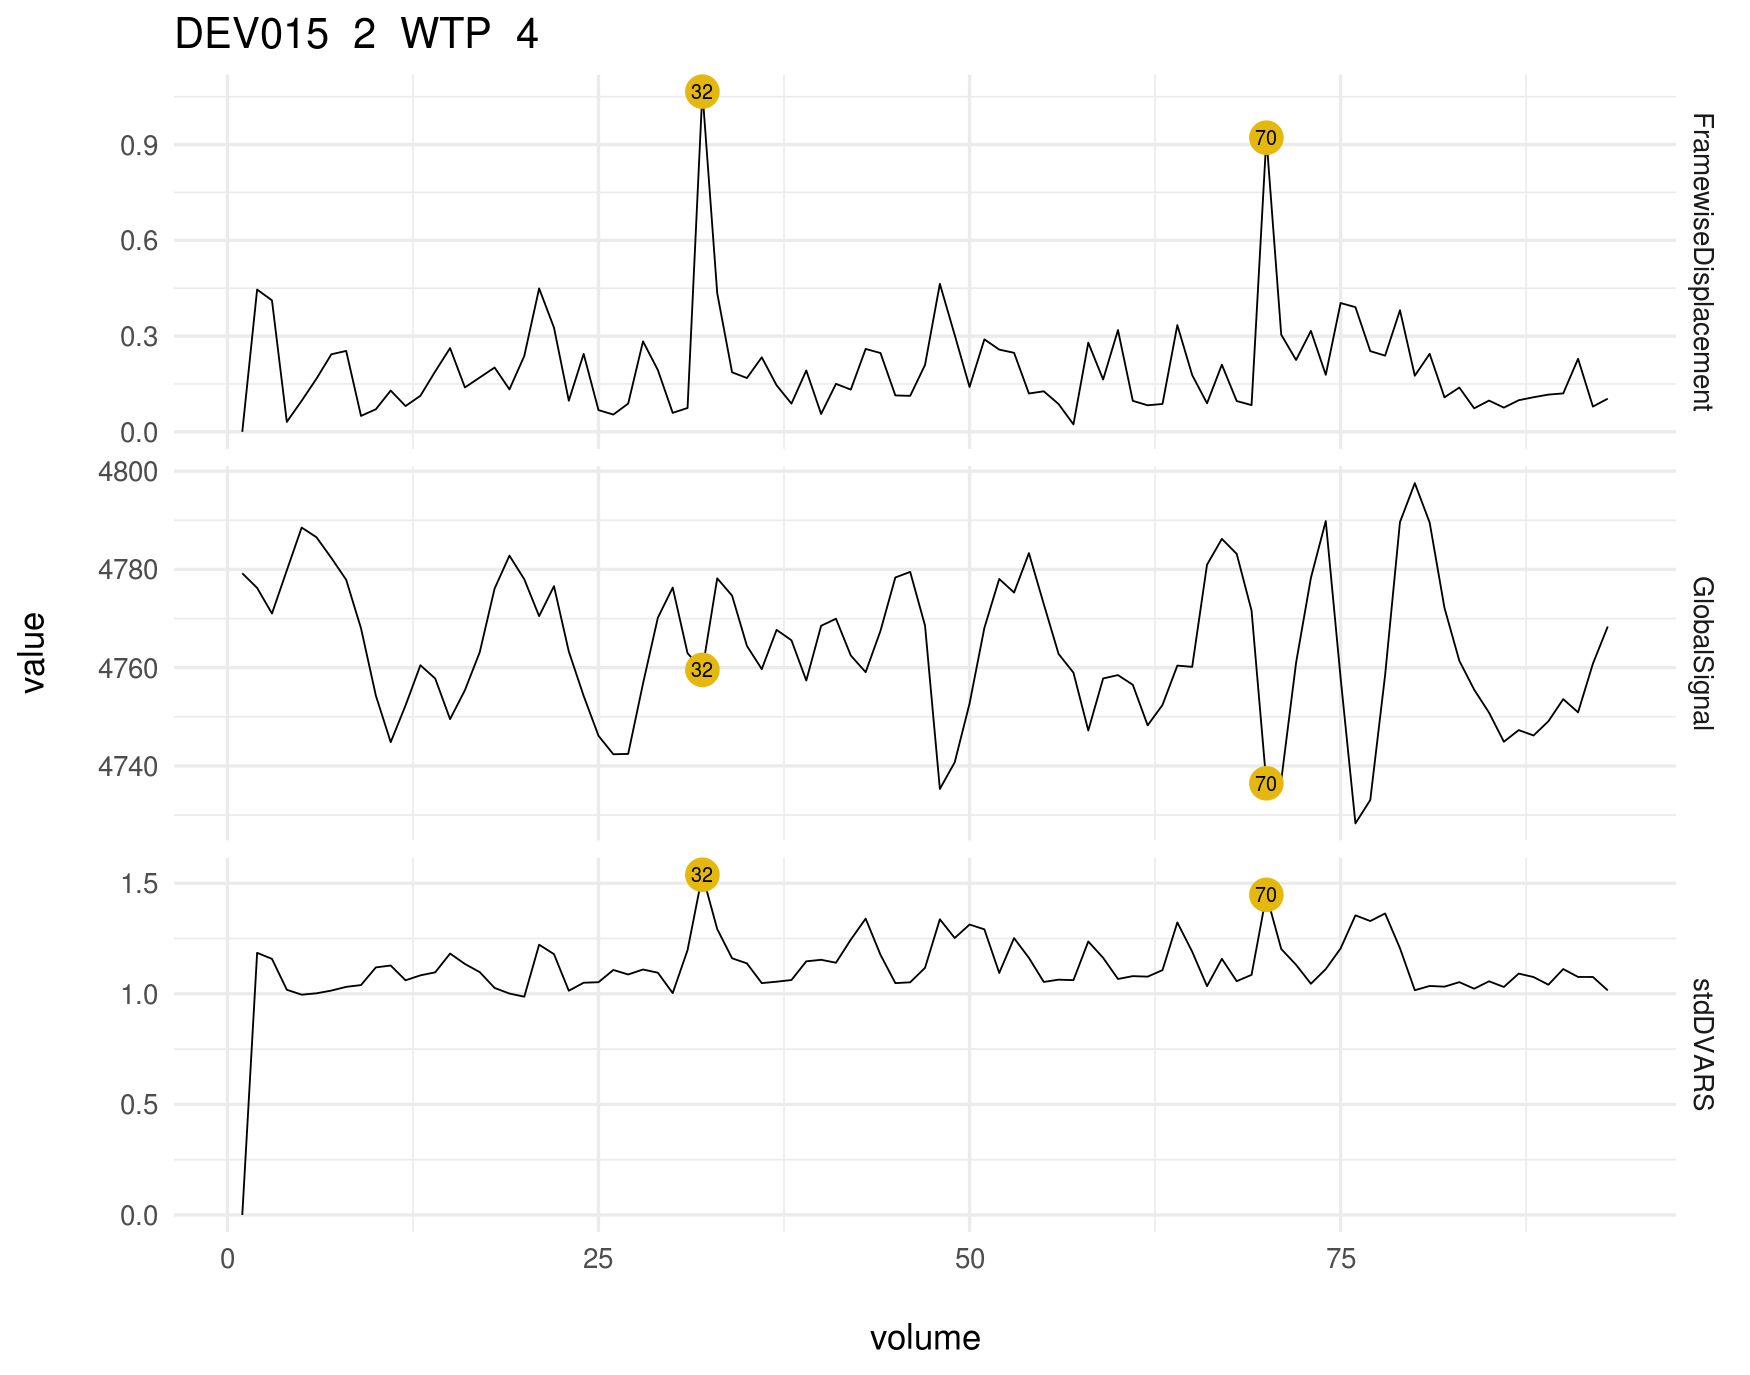 DEV015 2 WTP 4
32
70
0.9
0.6
0.3
0.0
FramewiseDisplacement
4800
4780
4760
4740
32
70
GlobalSignal
value
32
70
1.5
1.0
0.5
0.0
stdDVARS
0 25 50 75
volume